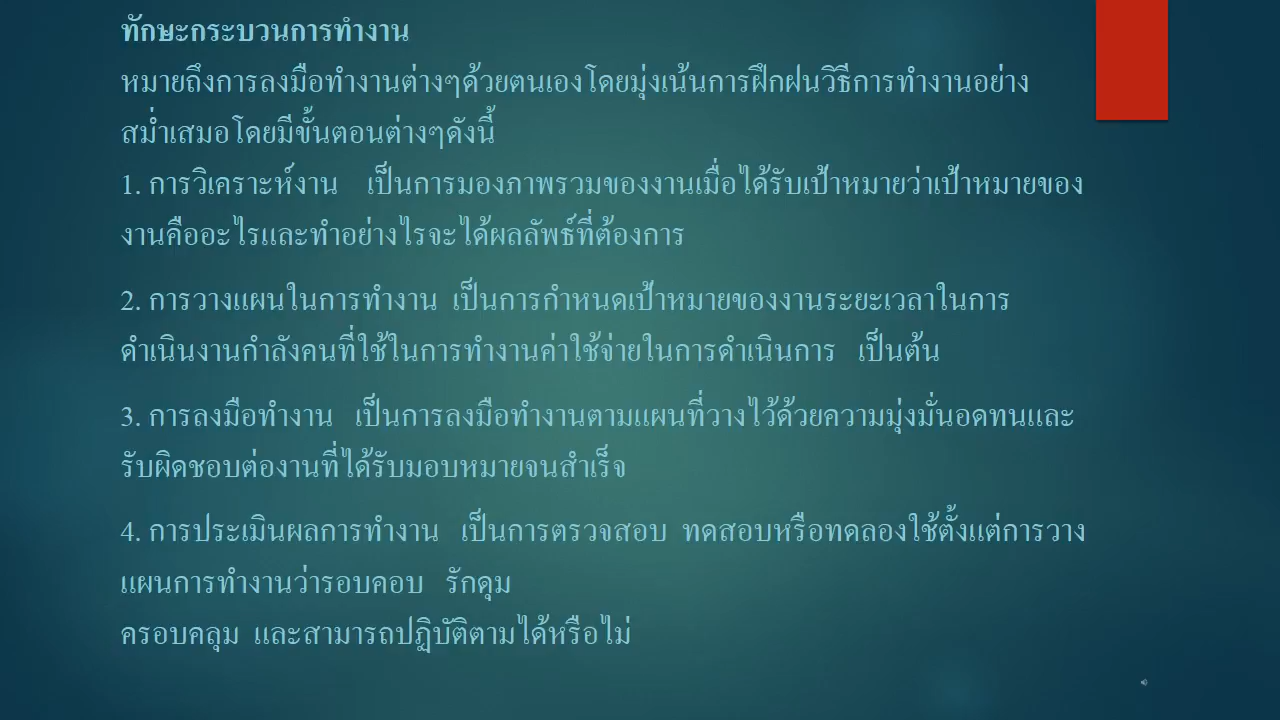 ทักษะกระบวนการทำงาน
หมายถึงการลงมือทำงานต่างๆด้วยตนเองโดยมุ่งเน้นการฝึกฝนวิธีการทำงานอย่าง
สม่ำเสมอโดยมีขั้นตอนต่างๆดังนี้
1. การวิเคราะห์งาน เป็นการมองภาพรวมของงานเมื่อได้รับเป้าหมายว่าเป้าหมายของ
งานคืออะไรและทำอย่างไรจะได้ผลลัพธ์ที่ต้องการ
2. การวางแผนในการทำงาน เป็นการกำหนดเป้าหมายของงานระยะเวลาในการ
ดำเนินงานกำลังคนที่ใช้ในการทำงานค่าใช้จ่ายในการดำเนินการ เป็นต้น
3. การลงมือทำงาน เป็นการลงมือทำงานตามแผนที่วางไว้ด้วยความมุ่งมั่นอดทนและ
รับผิดชอบต่องานที่ได้รับมอบหมายจนสำเร็จ
4. การประเมินผลการทำงาน เป็นการตรวจสอบ ทดสอบหรือทดลองใช้ตั้งแต่การวาง
แผนการทำงานว่ารอบคอบ รักดุม
ครอบคลุม และสามารถปฏิบัติตามได้หรือไม่